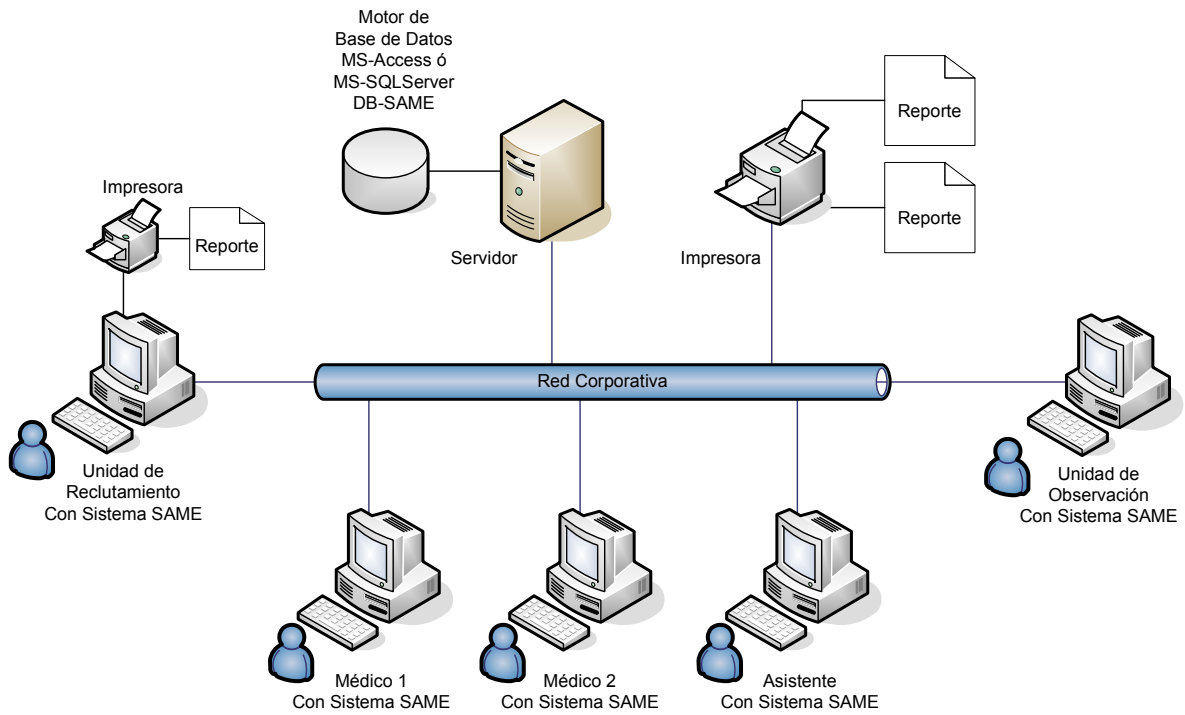 Motor de
Base de Datos
MS-Access ó
MS-SQLServer
DB-SAME
Reporte
Impresora
Reporte
Reporte
Servidor
Impresora
Red Corporativa
Unidad de
Reclutamiento
Con Sistema SAME
Unidad de
Observación
Con Sistema SAME
Médico 1
Con Sistema SAME
Médico 2
Con Sistema SAME
Asistente
Con Sistema SAME